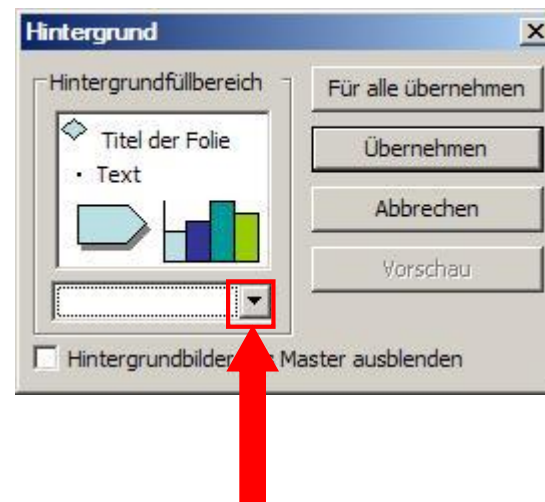 Hintergrund
Hintergrundfüllbereich
Titel der Folie
· Text
Für alle übernehmen
Übernehmen
Abbrechen
Vorschau
Hintergrundbilder Master ausblenden